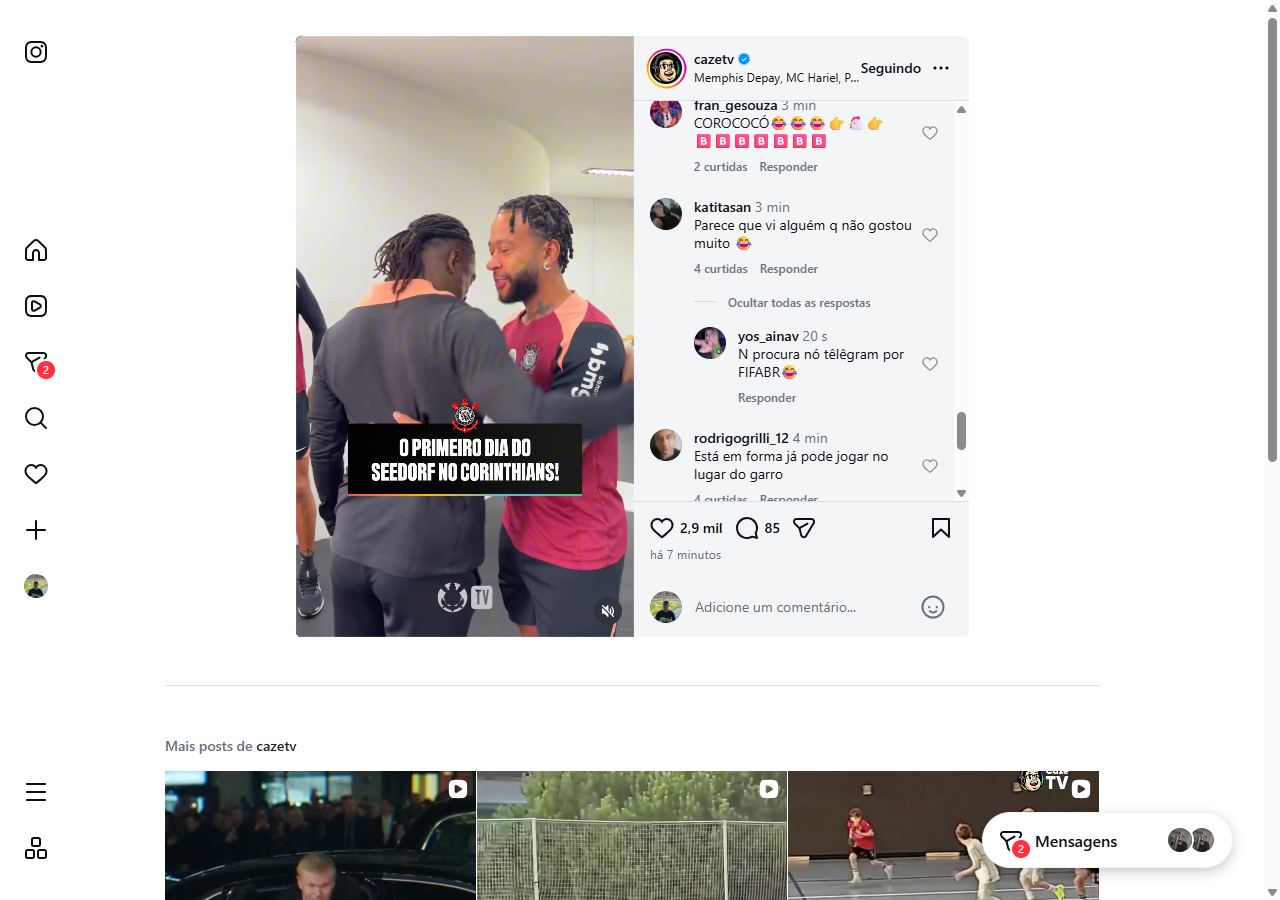 O PRIMEIRO DIA DO
SEEDORF NO CORINTHIANS!
bmg
TV
cazetv
Memphis Depay, MC Hariel, P...
Seguindo
fran_gesouza 3 min
COROCOCÓ😂😂😂👉🐔👉
🅱🅱🅱🅱🅱🅱🅱
2 curtidas Responder
katitasan 3 min
Parece que vi alguém q não gostou
muito 😂
4 curtidas Responder
Ocultar todas as respostas
yos_ainav 20 s
N procura nó têlêgram por
FIFABR😂
Responder
rodrigogrilli_12 4 min
Está em forma já pode jogar no
lugar do garro
4 curtidas Responder
2,9 mil 85
há 7 minutos
Adicione um comentário...
2
Mais posts de cazetv
TV
2
Mensagens